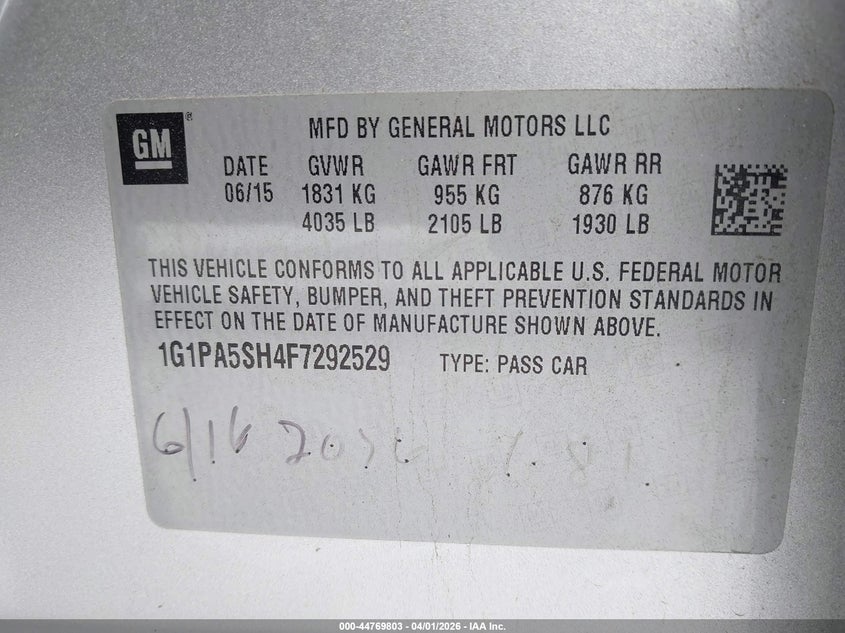 GM ®
MFD BY GENERAL MOTORS LLC
DATE GVWR GAWR FRT GAWR RR
06/15 1831 KG 955 KG 876 KG
4035 LB 2105 LB 1930 LB
THIS VEHICLE CONFORMS TO ALL APPLICABLE U.S. FEDERAL MOTOR
VEHICLE SAFETY, BUMPER, AND THEFT PREVENTION STANDARDS IN
EFFECT ON THE DATE OF MANUFACTURE SHOWN ABOVE.
1G1PA5SH4F7292529 TYPE: PASS CAR
6/16
000-44769803 - 04/01/2026 - IAA Inc.